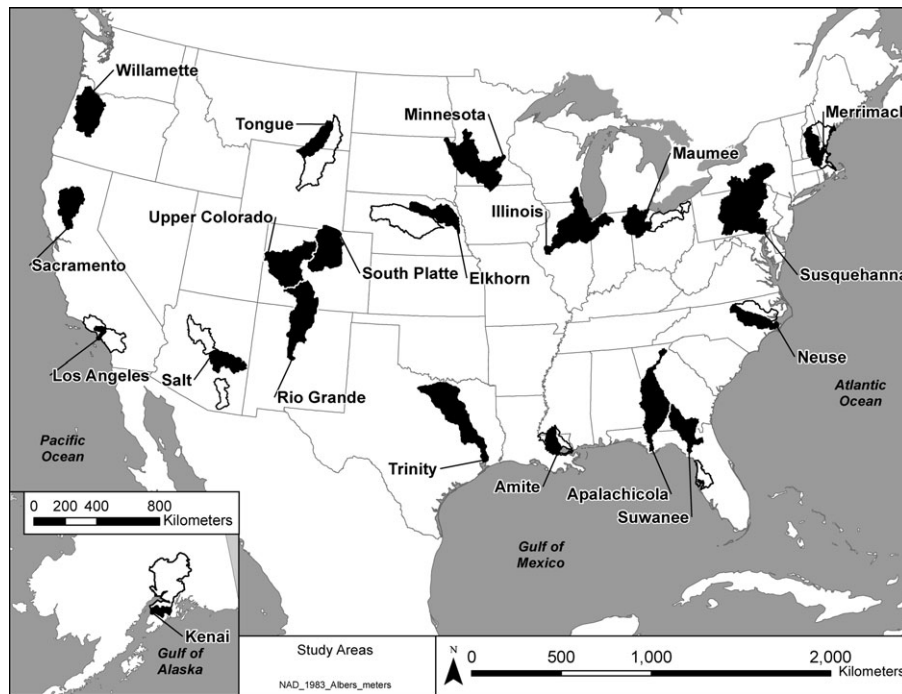 Willamette
Tongue
Minnesota
Merrimack
Maumee
Upper Colorado
Illinois
Sacramento
South Platte
Elkhorn
Susquehanna
Neuse
Los Angeles
Salt
Rio Grande
Atlantic
Ocean
Pacific
Ocean
Trinity
Amite
Apalachicola
Suwanee
0 200 400 800
Kilometers
Gulf of
Mexico
Kenai
Gulf of
Alaska
Study Areas
NAD_1983_Albers_meters
N
0 500 1,000 2,000
Kilometers